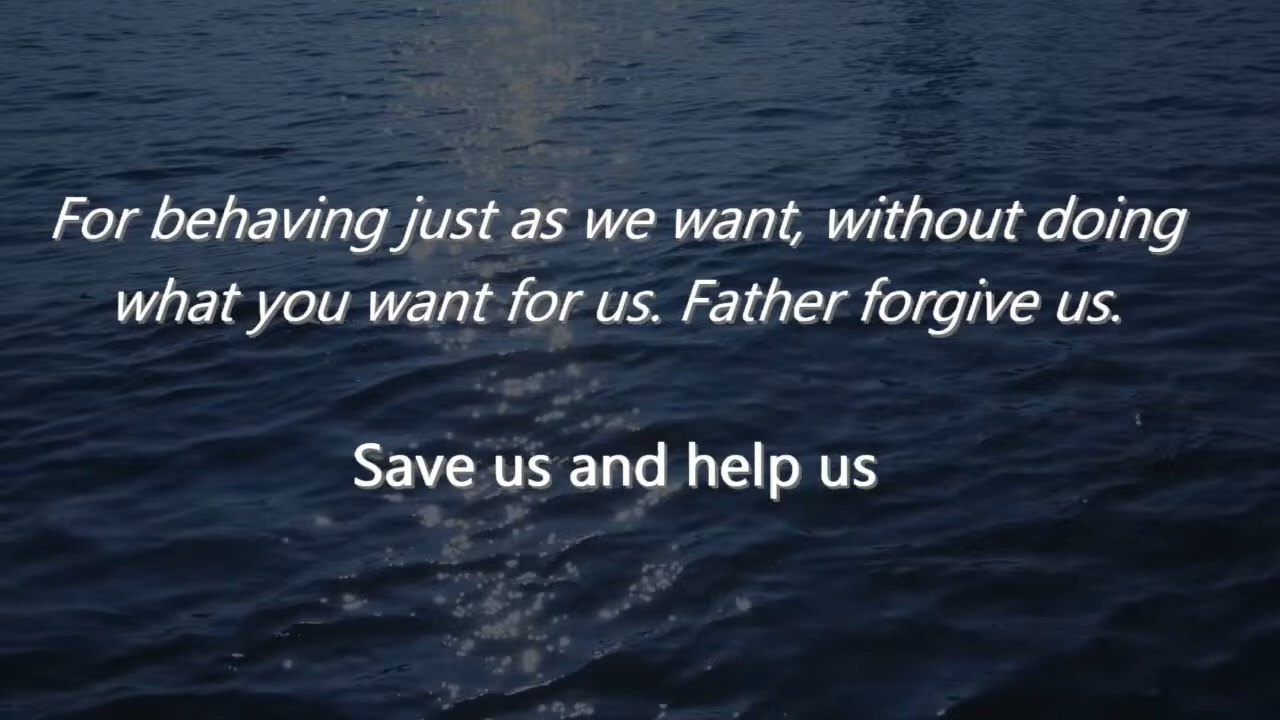 For behaving just as we want, without doing
what you want for us. Father forgive us.
Save us and help us